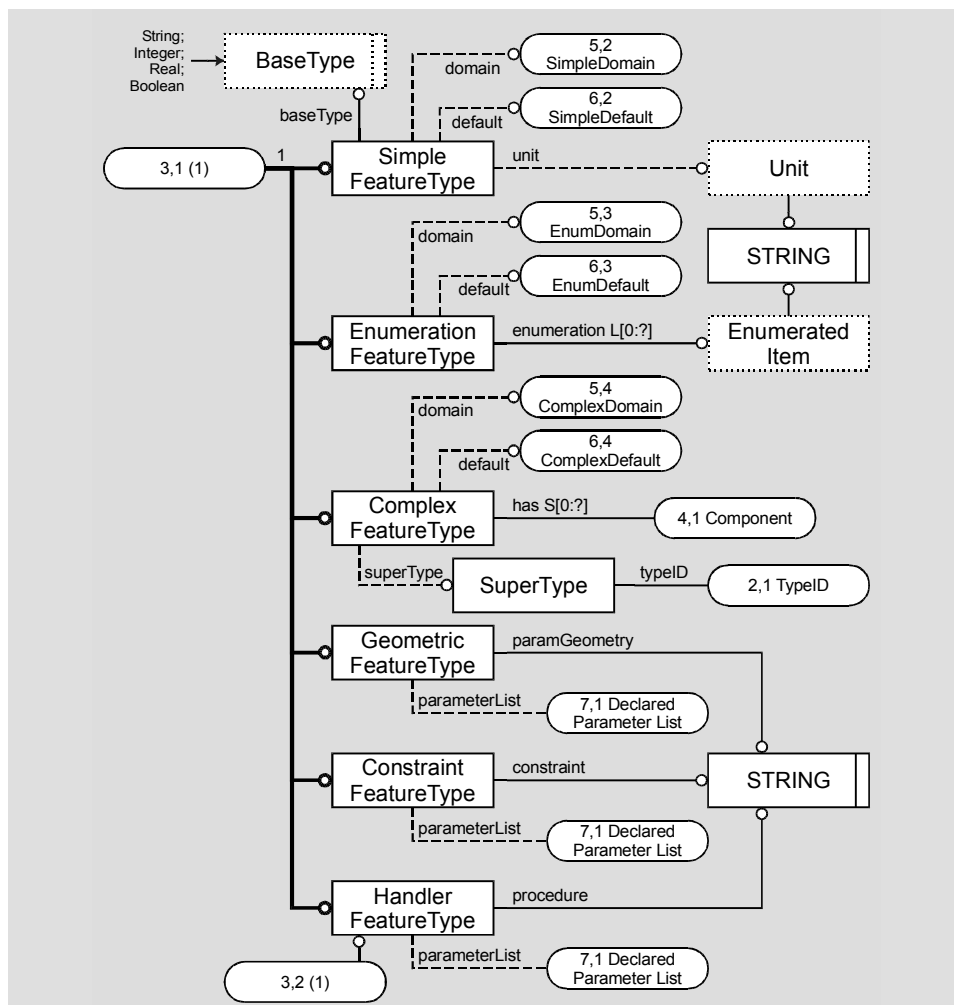 String;
Integer;
Real;
Boolean
BaseType
baseType
domain
5,2
SimpleDomain
default
6,2
SimpleDefault
3,1 (1)
1
Simple
FeatureType
unit
Unit
domain
5,3
EnumDomain
default
6,3
EnumDefault
STRING
Enumeration
FeatureType
enumeration L[0:?]
Enumerated
Item
domain
5,4
ComplexDomain
default
6,4
ComplexDefault
Complex
FeatureType
has S[0:?]
4,1 Component
superType
SuperType
typeID
2,1 TypeID
Geometric
FeatureType
paramGeometry
parameterList
7,1 Declared
Parameter List
Constraint
FeatureType
constraint
STRING
parameterList
7,1 Declared
Parameter List
Handler
FeatureType
procedure
parameterList
7,1 Declared
Parameter List
3,2 (1)